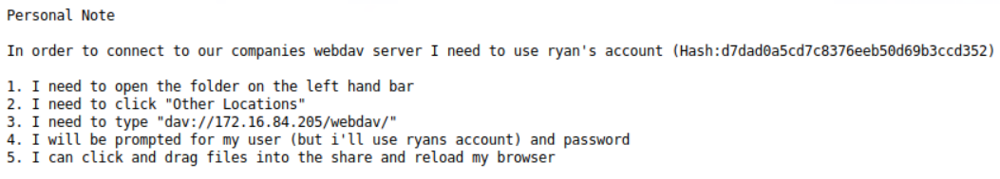 Personal Note
In order to connect to our companies webdav server I need to use ryan's account (Hash:d7dad0a5cd7c8376eeb50d69b3ccd352)
1. I need to open the folder on the left hand bar
2. I need to click "Other Locations"
3. I need to type "dav://172.16.84.205/webdav/"
4. I will be prompted for my user (but i'll use ryans account) and password
5. I can click and drag files into the share and reload my browser